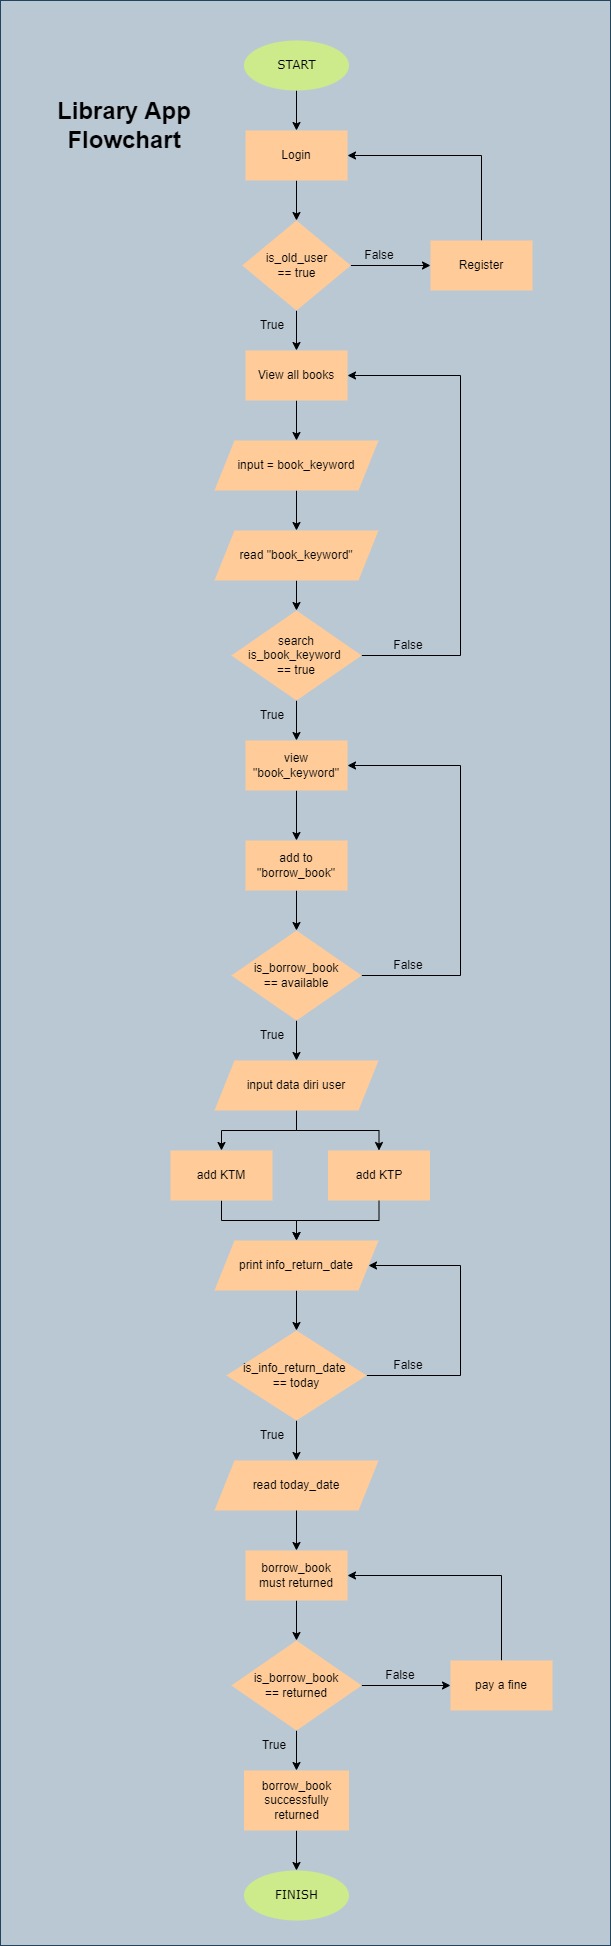 START
Library App
Flowchart
Login
is_old_user
== true
False
Register
True
View all books
input = book_keyword
read "book_keyword"
search
is_book_keyword
== true
False
True
view
"book_keyword"
add to
"borrow_book"
is_borrow_book
== available
False
True
input data diri user
add KTM
add KTP
print info_return_date
is_info_return_date
== today
False
True
read today_date
borrow_book
must returned
is_borrow_book
== returned
False
pay a fine
True
borrow_book
successfully
returned
FINISH